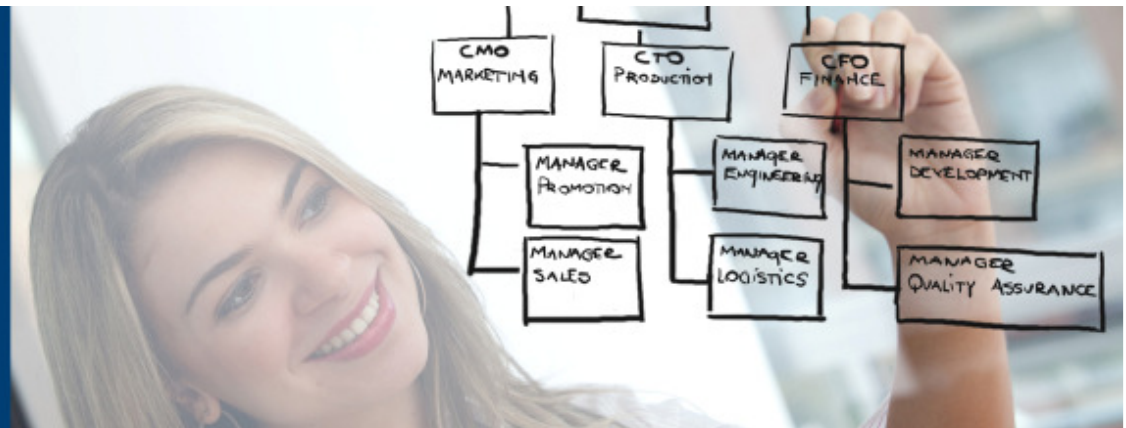 CMO
MARKETING
CTO
PRODUCTION
CFO
FINANCE
MANAGER
PROMOTION
MANAGER
SALES
MANAGER
ENGINEERING
MANAGER
LOGISTICS
MANAGER
DEVELOPMENT
MANAGER
QUALITY ASSURANCE